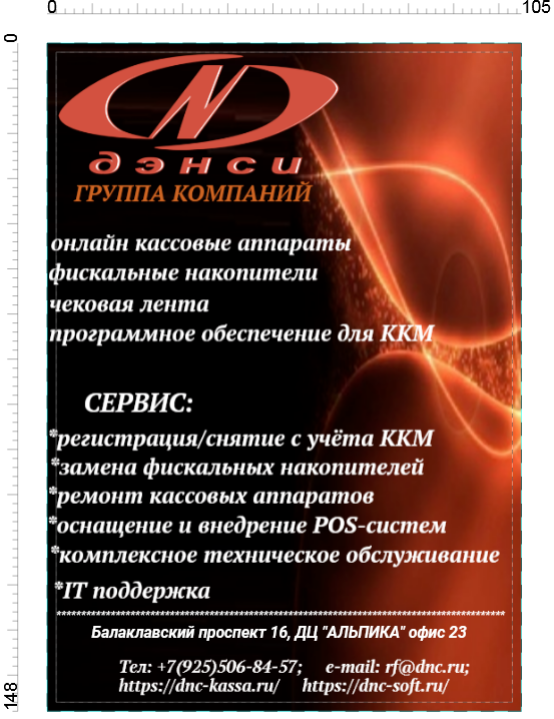 0
105
0
дэнси
ГРУППА КОМПАНИЙ
онлайн кассовые аппараты
фискальные накопители
чековая лента
программное обеспечение для ККМ
СЕРВИС:
*регистрация/снятие с учёта ККМ
*замена фискальных накопителей
*ремонт кассовых аппаратов
*оснащение и внедрение POS-систем
*комплексное техническое обслуживание
*IT поддержка
Балаклавский проспект 16, ДЦ "АЛЬПИКА" офис 23
Тел: +7(925)506-84-57; e-mail: rf@dnc.ru;
https://dnc-kassa.ru/ https://dnc-soft.ru/
148